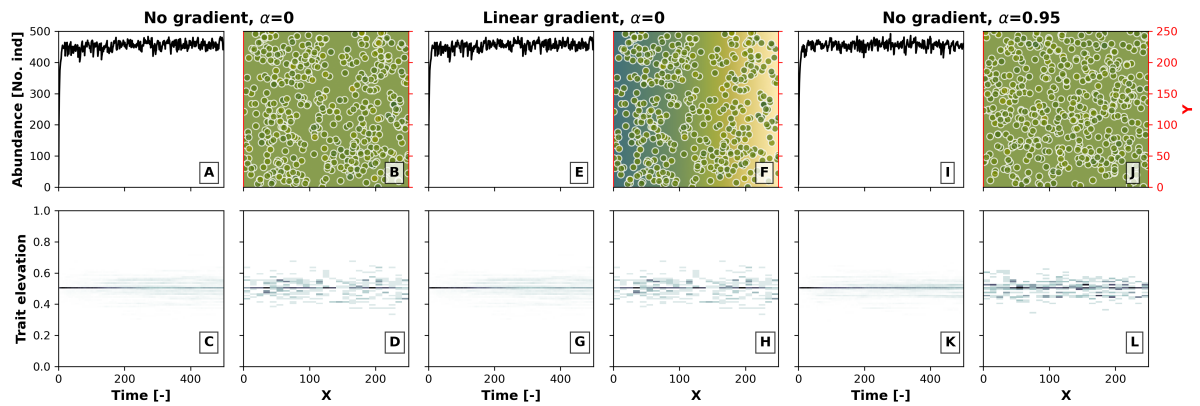 No gradient, α=0
Linear gradient, α=0
No gradient, α=0.95
Abundance [No. ind]
500
400
300
200
100
0
A
B
E
F
I
J
250
200
150
100
50
0
Y
Trait elevation
1.0
0.8
0.6
0.4
0.2
0.0
C
D
G
H
K
L
0 200 400
0 100 200
0 200 400
0 100 200
0 200 400
0 100 200
Time [-]
X
Time [-]
X
Time [-]
X